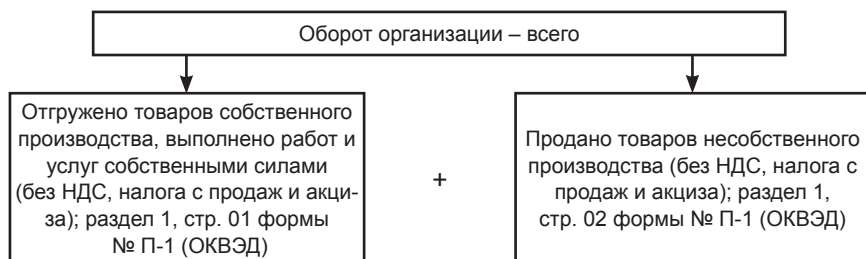 Оборот организации – всего
Отгружено товаров собственного
производства, выполнено работ и
услуг собственными силами
(без НДС, налога с продаж и акци-
за); раздел 1, стр. 01 формы
№ П-1 (ОКВЭД)
+
Продано товаров несобственного
производства (без НДС, налога с
продаж и акциза); раздел 1,
стр. 02 формы № П-1 (ОКВЭД)